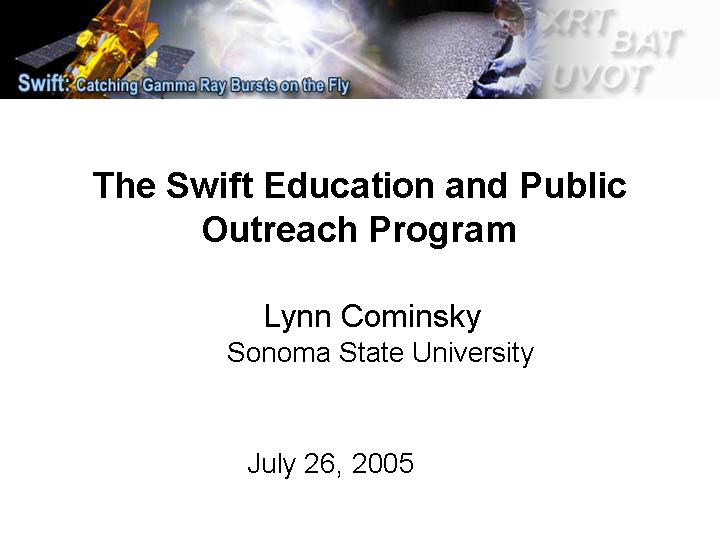 XRT
BAT
UVOT
Swift: Catching Gamma Ray Bursts on the Fly
The Swift Education and Public
Outreach Program
Lynn Cominsky
Sonoma State University
July 26, 2005